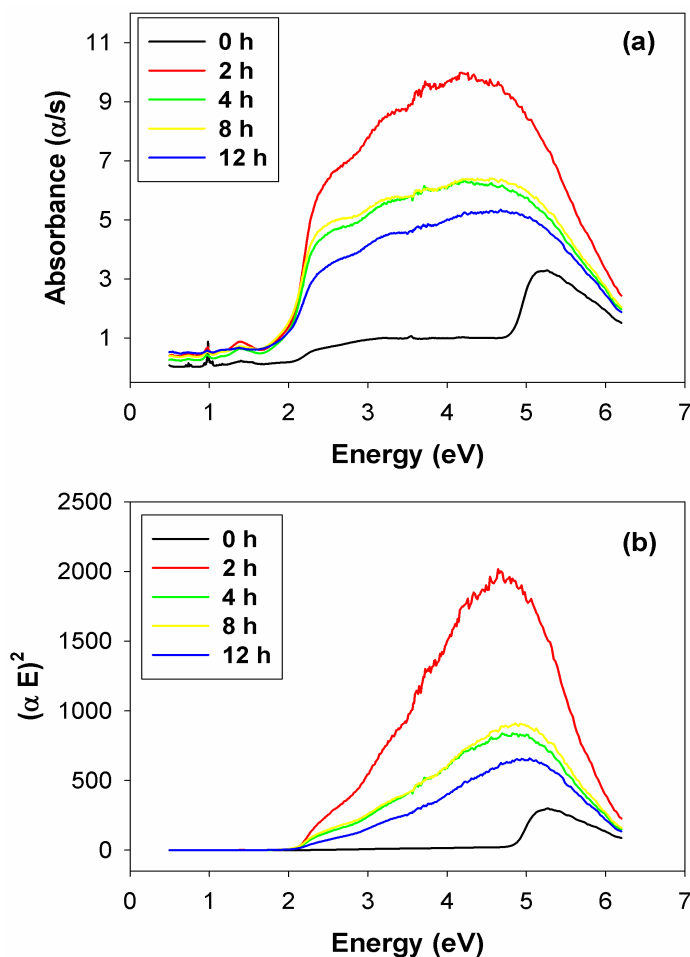 11
9
7
5
3
1
Absorbance (α/s)
0 h
2 h
4 h
8 h
12 h
(a)
0 1 2 3 4 5 6 7
Energy (eV)
2500
2000
1500
1000
500
0
(α E)²
0 h
2 h
4 h
8 h
12 h
(b)
0 1 2 3 4 5 6 7
Energy (eV)